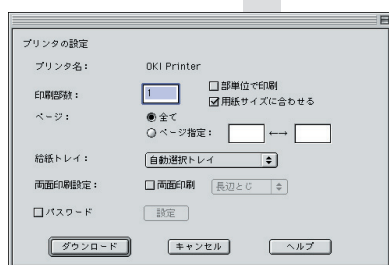 プリンタの設定
プリンタ名： OKI Printer
印刷部数： 1 部単位で印刷
用紙サイズに合わせる
ページ： 全て
ページ指定： ←→
給紙トレイ： 自動選択トレイ
両面印刷設定： 両面印刷 長辺とじ
パスワード 設定
ダウンロード キャンセル ヘルプ